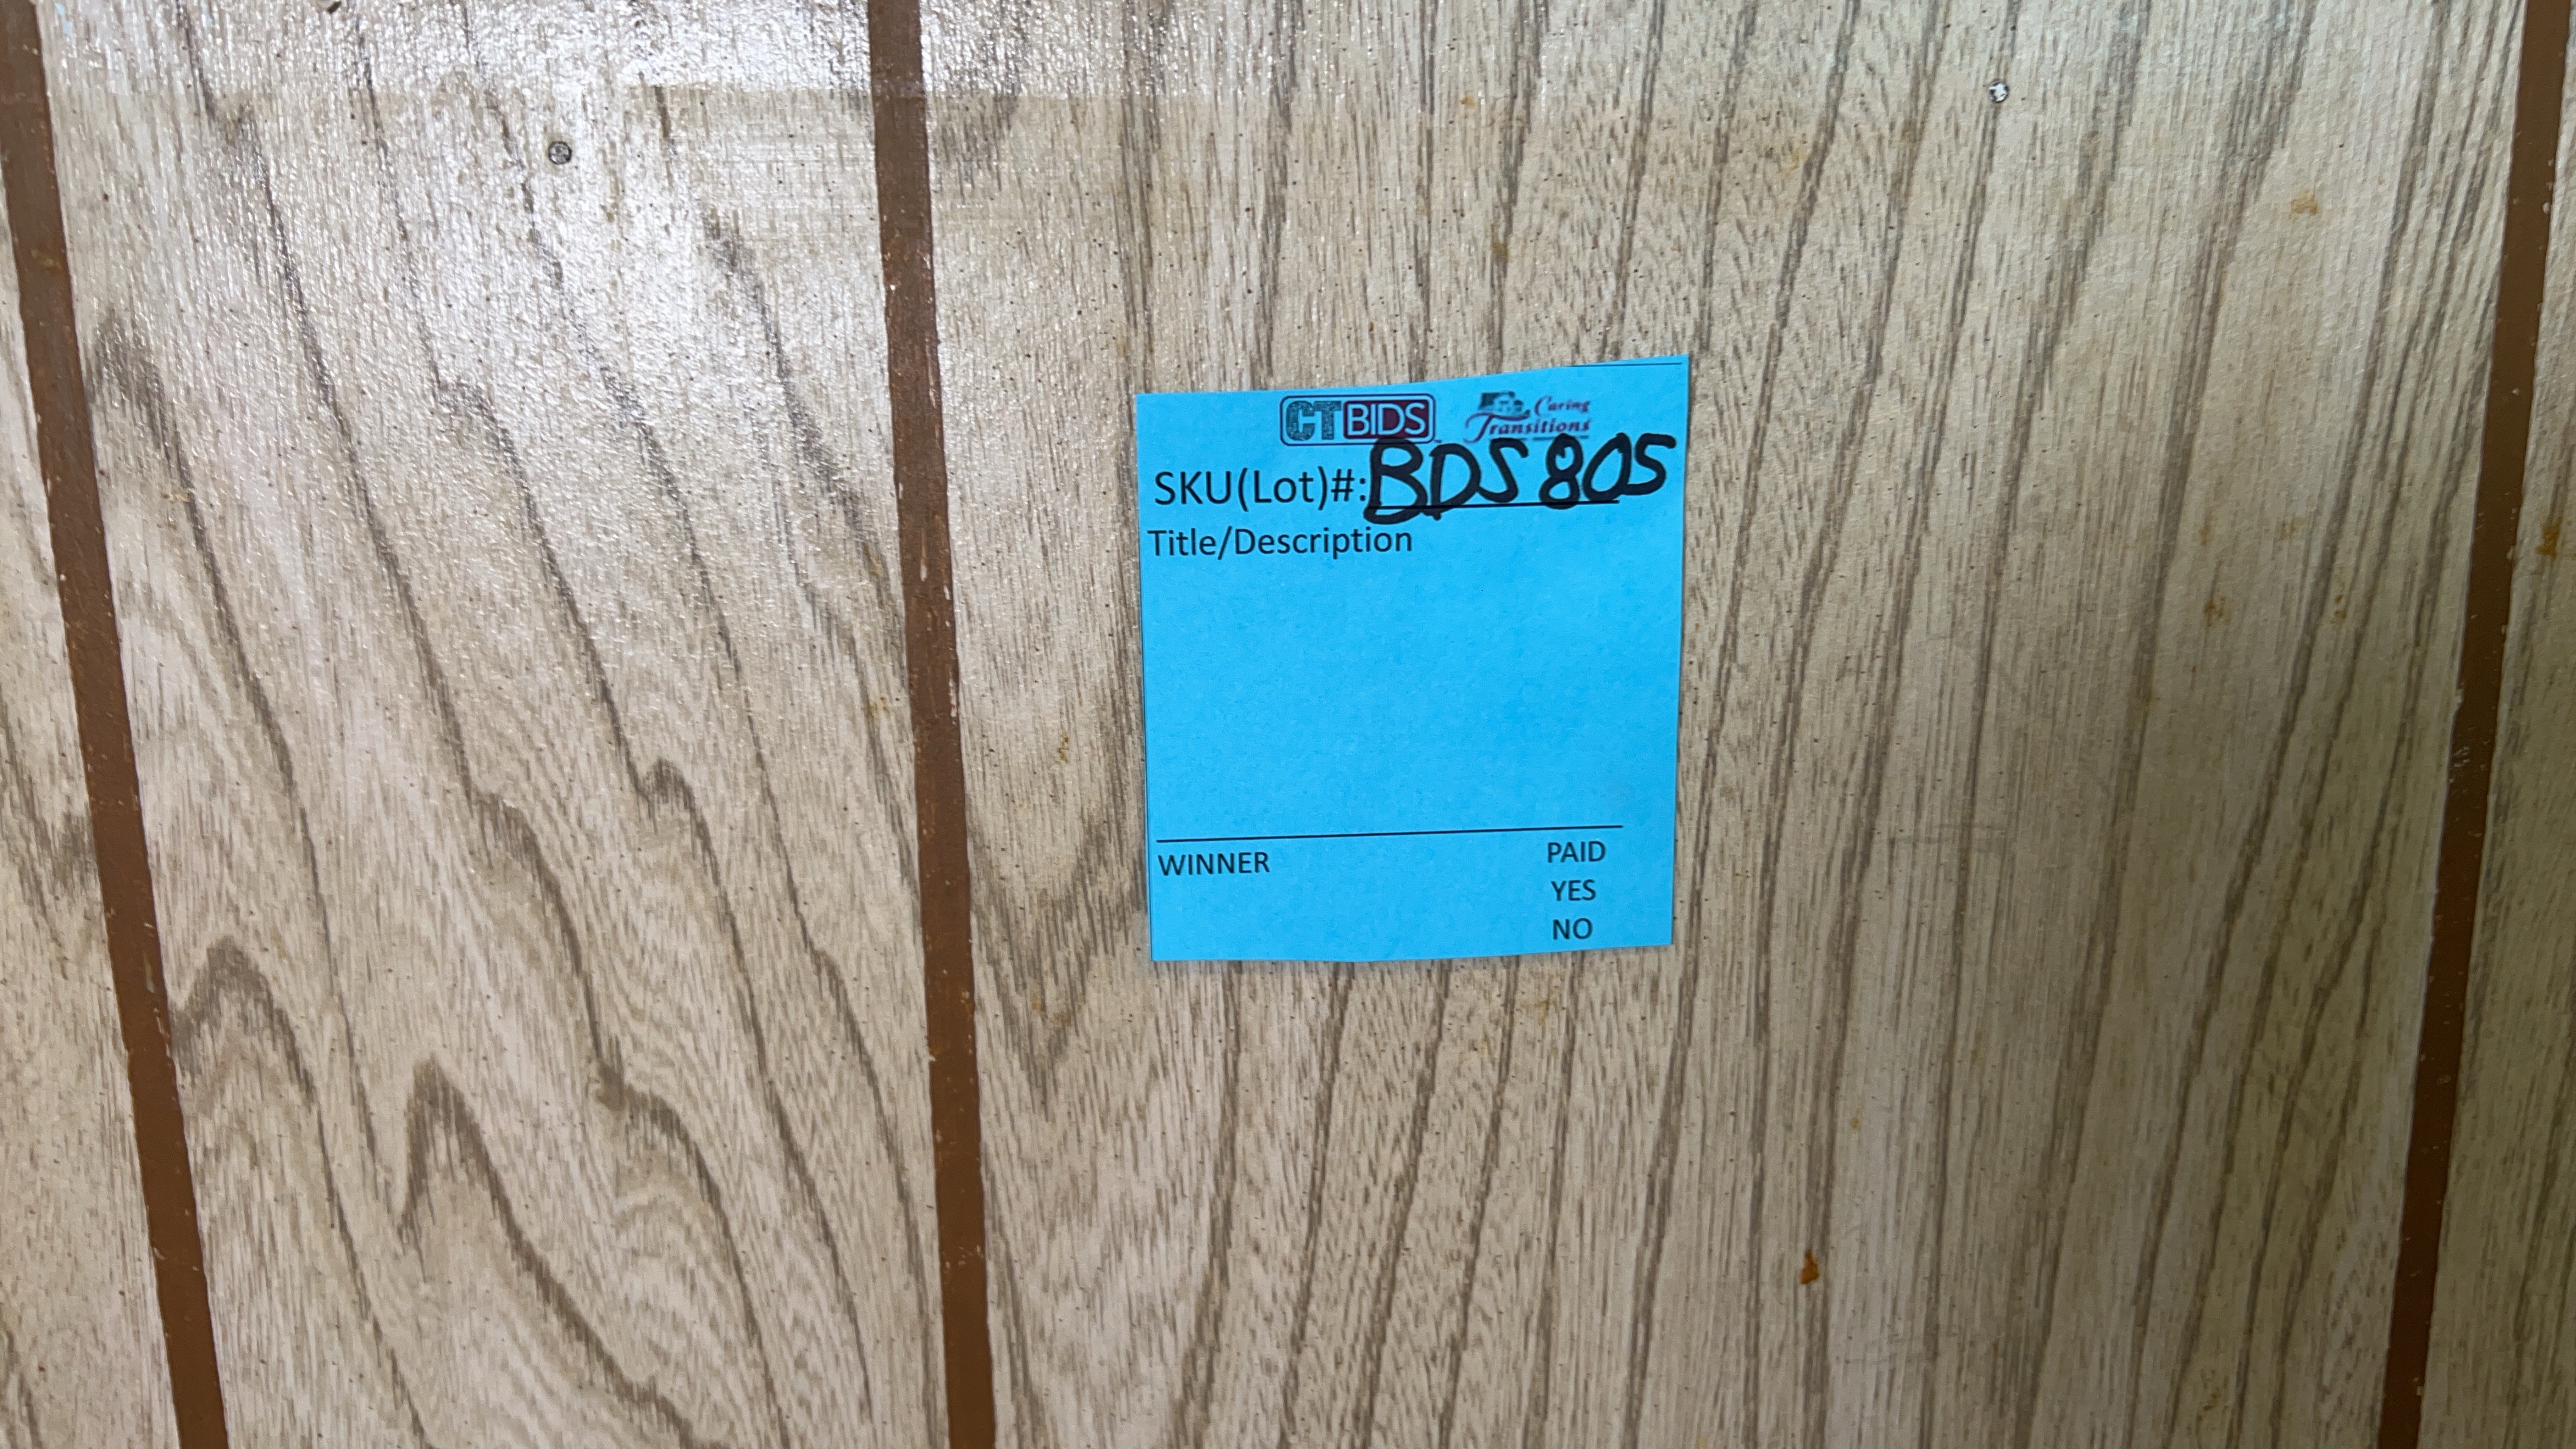 CTBIDS Caring Transitions
SKU(Lot)#: BDS 805
Title/Description
WINNER PAID
YES
NO